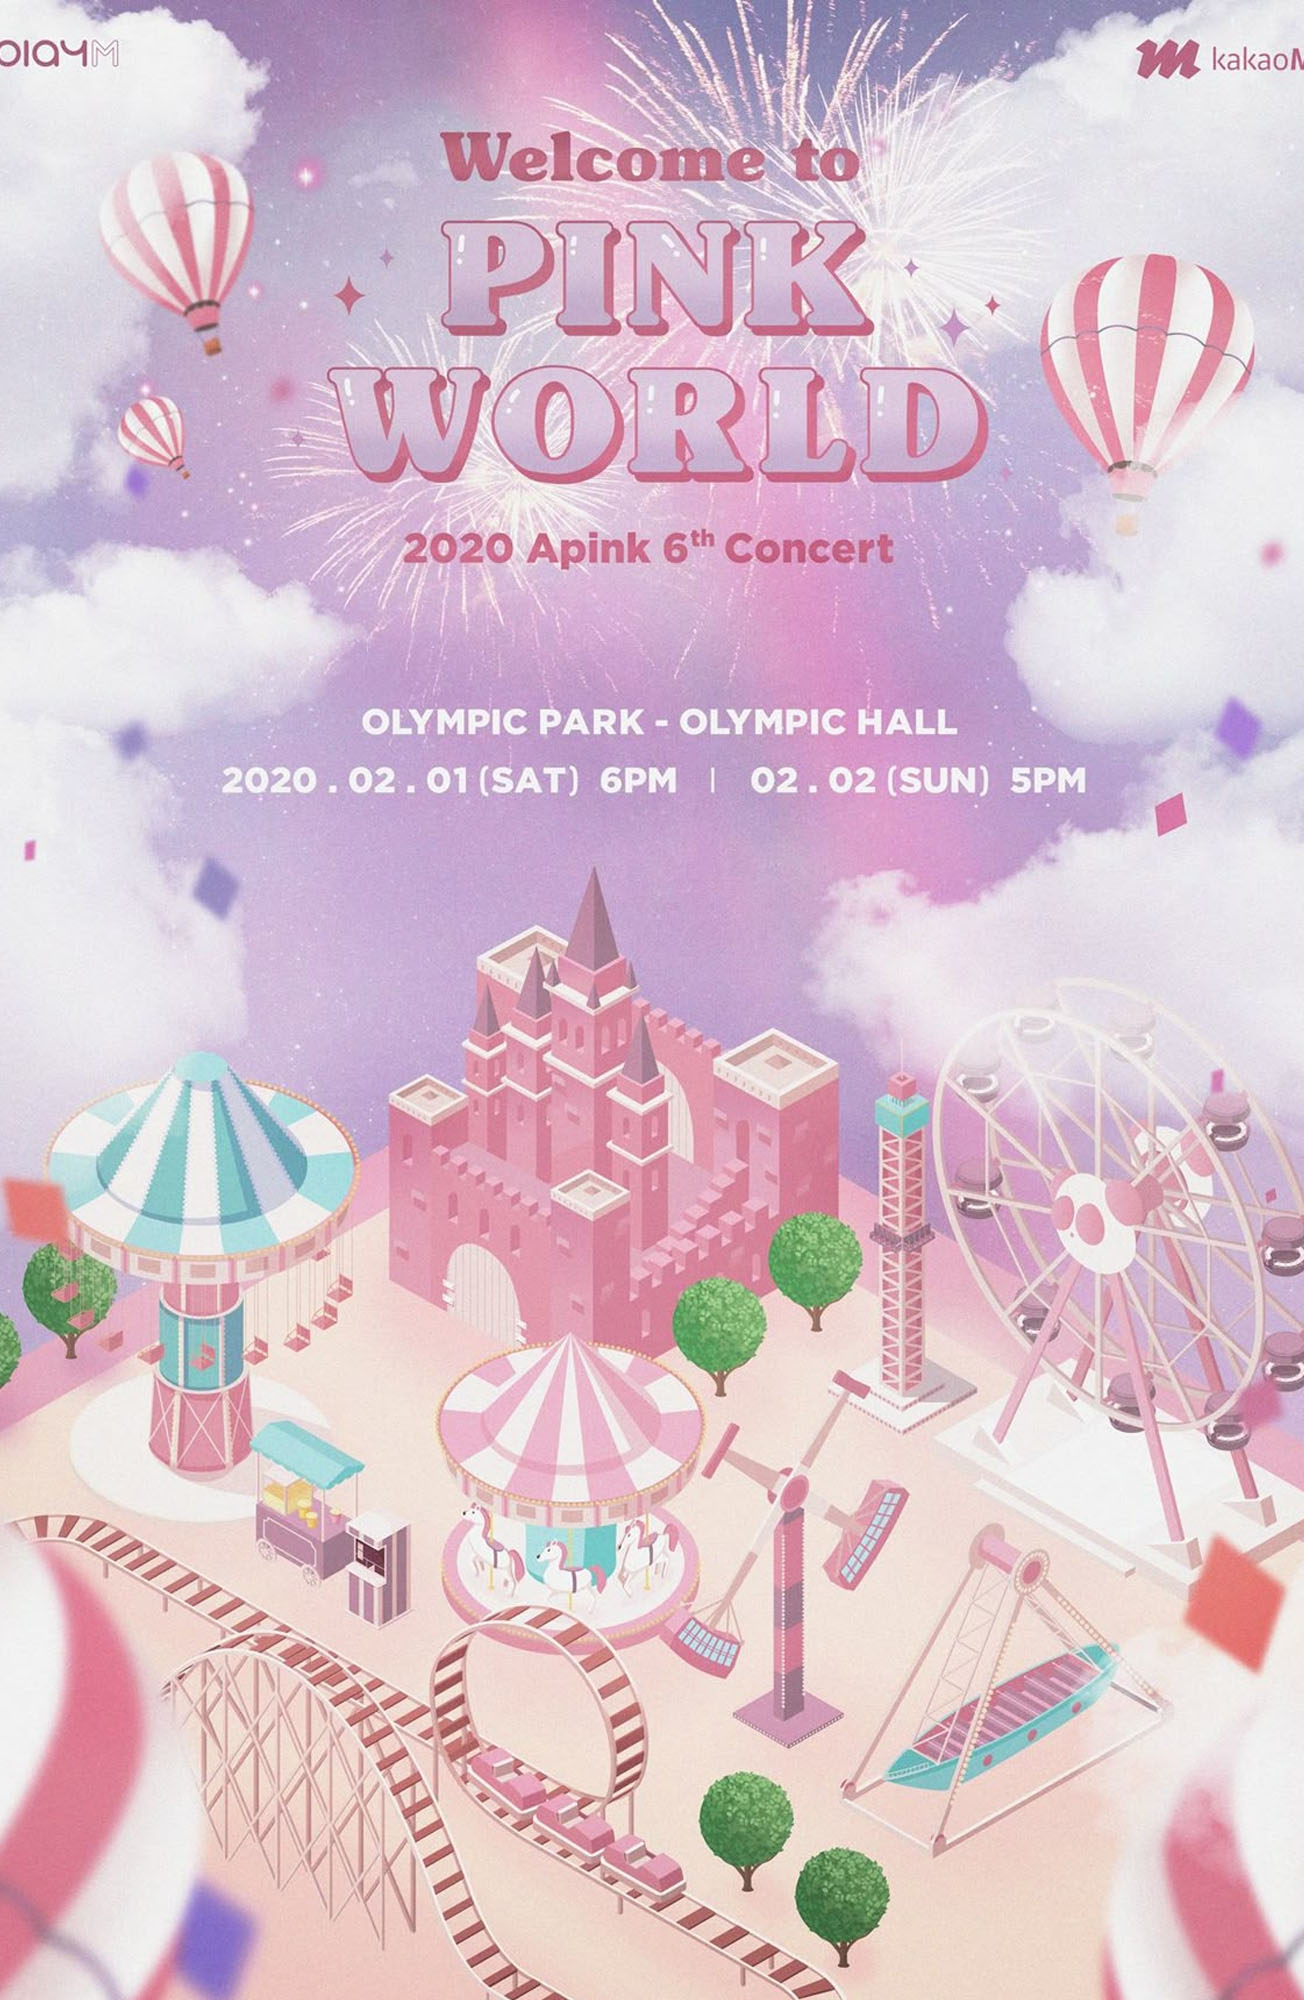 playM
kakaoM
Welcome to
PINK
WORLD
2020 Apink 6th Concert
OLYMPIC PARK - OLYMPIC HALL
2020 . 02 . 01 (SAT) 6PM | 02 . 02 (SUN) 5PM